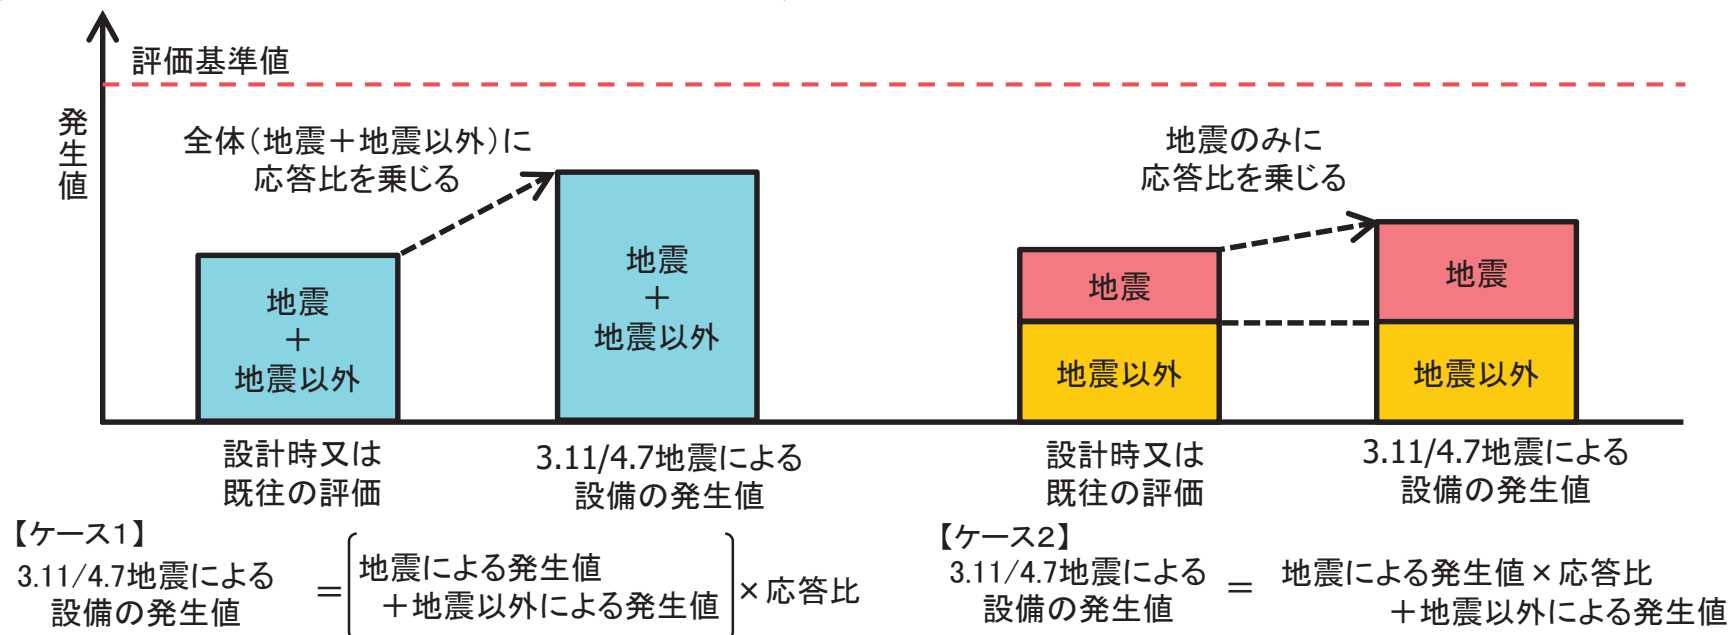 評価基準値
発生値
全体（地震＋地震以外）に
応答比を乗じる
地震
＋
地震以外
地震
＋
地震以外
設計時又は
既往の評価
3.11/4.7地震による
設備の発生値
地震のみに
応答比を乗じる
地震
地震以外
地震
地震以外
設計時又は
既往の評価
3.11/4.7地震による
設備の発生値
【ケース１】
3.11/4.7地震による
設備の発生値
＝
地震による発生値
＋地震以外による発生値
×応答比
【ケース２】
3.11/4.7地震による
設備の発生値
＝
地震による発生値×応答比
＋地震以外による発生値